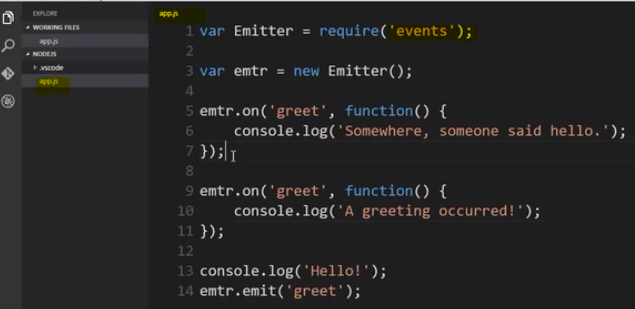 EXPLORE
WORKING FILES
app.js
NODEJS
.vscode
app.js
app.js
1 var Emitter = require('events');
2
3 var emtr = new Emitter();
4
5 emtr.on('greet', function() {
6 console.log('Somewhere, someone said hello.');
7 });
8
9 emtr.on('greet', function() {
10 console.log('A greeting occurred!');
11 });
12
13 console.log('Hello!');
14 emtr.emit('greet');